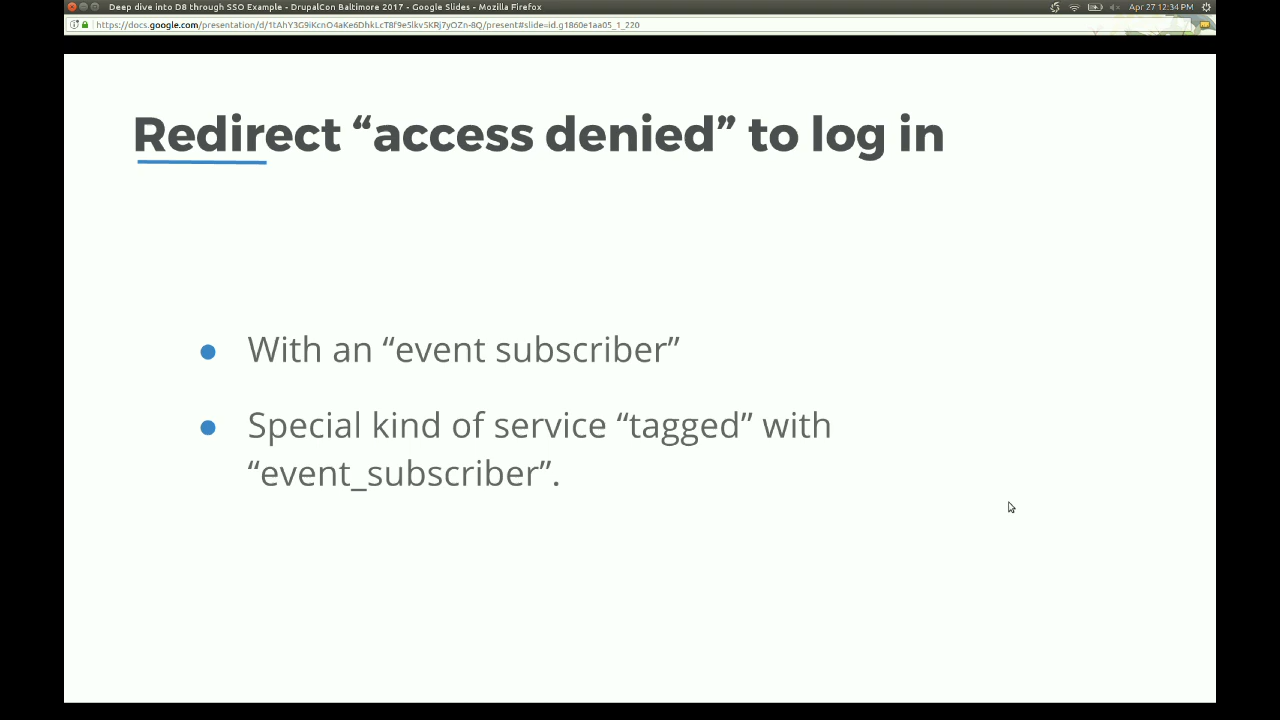 Deep dive into D8 through SSO Example - DrupalCon Baltimore 2017 - Google Slides - Mozilla Firefox
Apr 27 12:34 PM
Redirect “access denied” to log in
● With an “event subscriber”
● Special kind of service “tagged” with
“event_subscriber”.